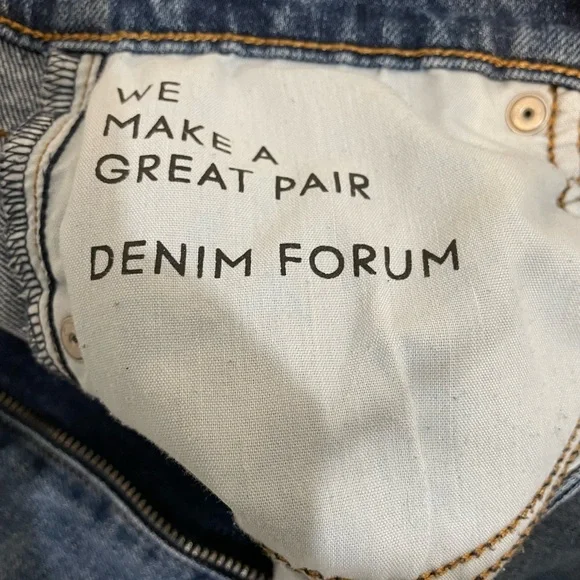 WE
MAKE A
GREAT PAIR
DENIM FORUM